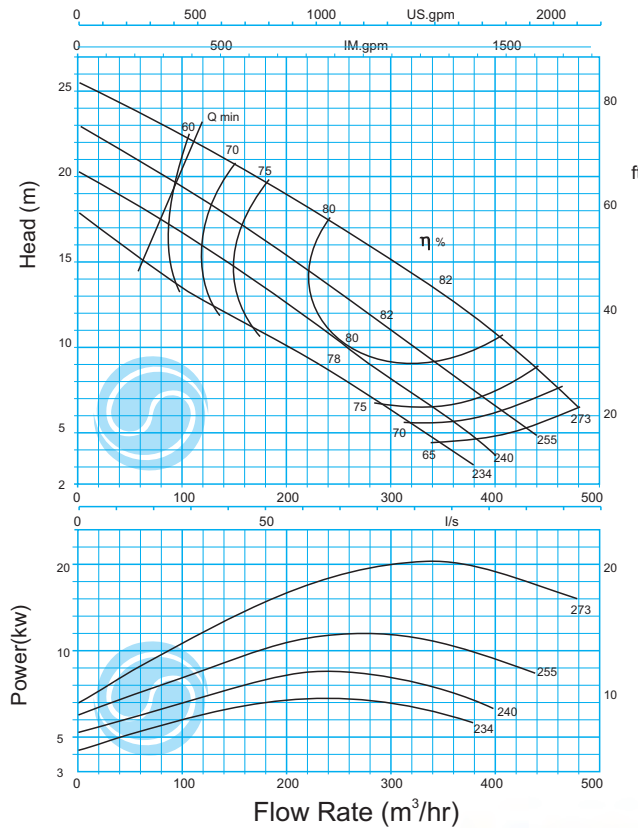 0 500 1000 US.gpm 2000
0 500 IM.gpm 1500
25 80
60 Q min
70
20 75 ft
80 60
η %
15
82
82 40
10 80
78
75 20
5 70 273
65 255
240
2 234
0 100 200 300 400 500
Head (m)
0 50 l/s
20 20
273
10
255
10
240
5 234
3
0 100 200 300 400 500
Power(kw)
Flow Rate (m³/hr)